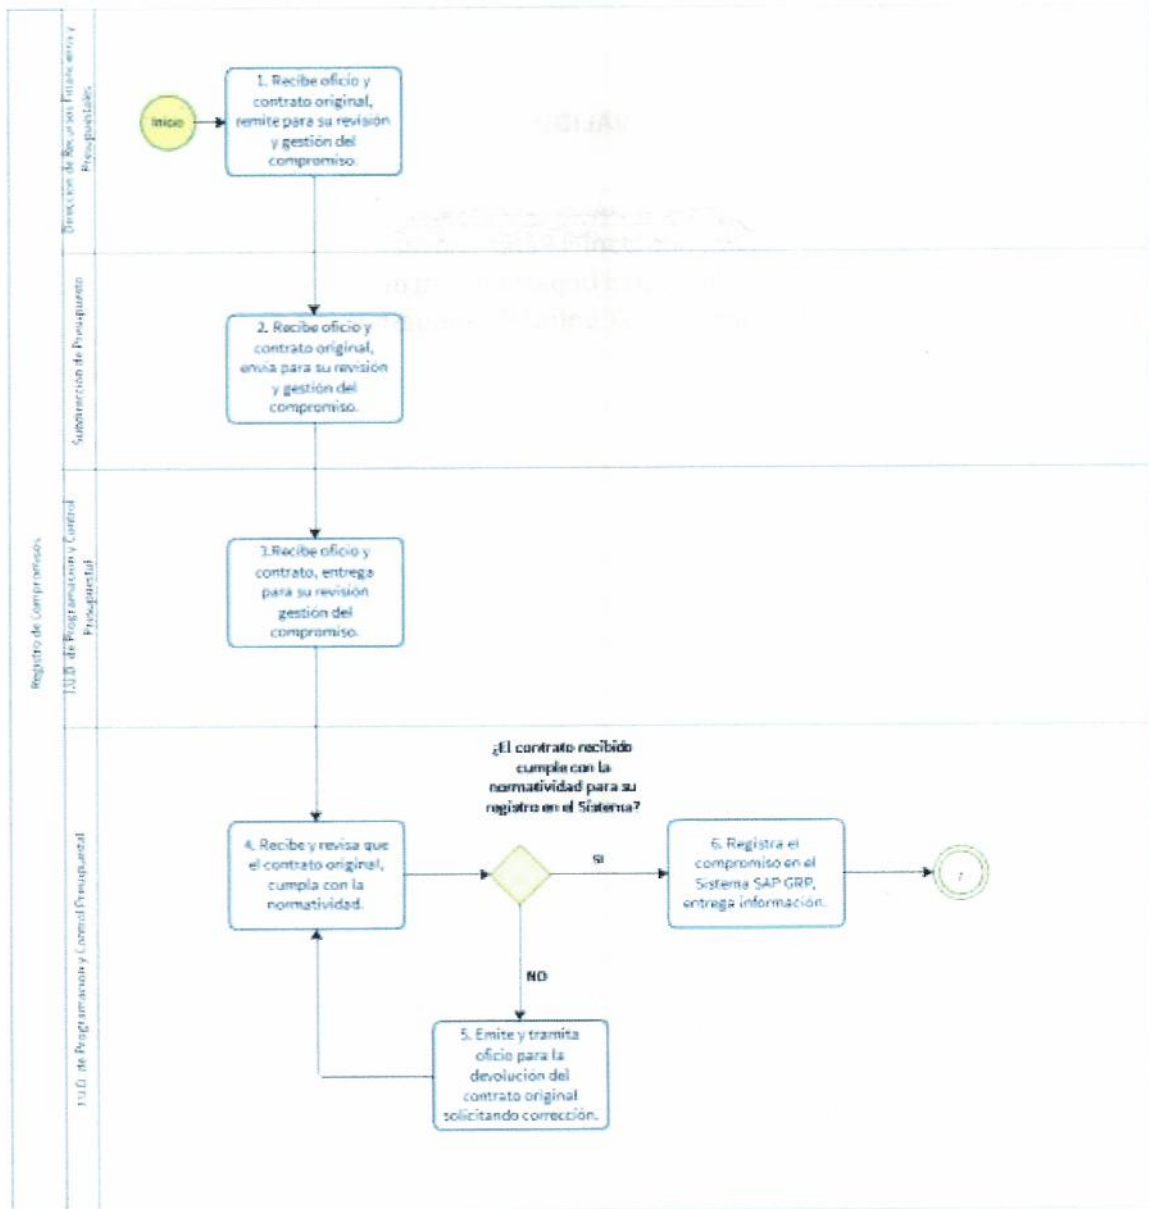 Registro de Compromisos
Dirección de Recursos Financieros y
Presupuestales
Inicio
1. Recibe oficio y
contrato original,
remite para su revisión
y gestión del
compromiso.
Subdirección de Presupuesto
2. Recibe oficio y
contrato original,
envía para su revisión
y gestión del
compromiso.
J.U.D. de Programación y Control
Presupuestal
3.Recibe oficio y
contrato, entrega
para su revisión
gestión del
compromiso.
J.U.D. de Programación y Control Presupuestal
¿El contrato recibido
cumple con la
normatividad para su
registro en el Sistema?
4. Recibe y revisa que
el contrato original,
cumpla con la
normatividad.
SI
6. Registra el
compromiso en el
Sistema SAP GRP,
entrega información.
NO
5. Emite y tramita
oficio para la
devolución del
contrato original
solicitando corrección.